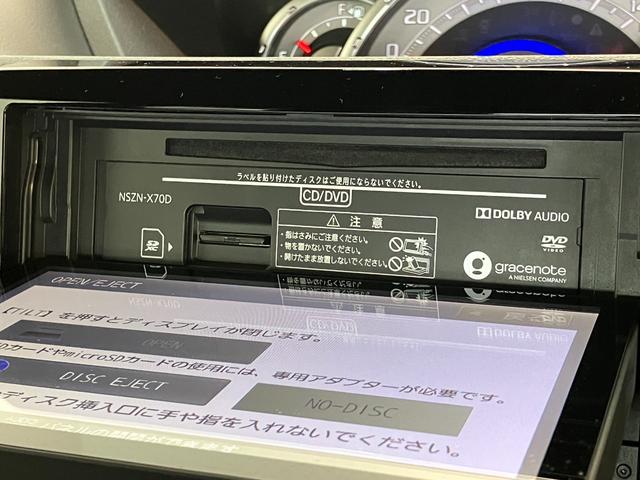 F
20
0
ラベルを貼り付けたディスクはご使用にならないでください。
NSZN-X70D
CD/DVD
DOLBY AUDIO
注 意
・指はさみにご注意ください。
・物を置かないでください。
・開けたまま放置しないでください。
SD
DVD
VIDEO
gracenote
A NIELSEN COMPANY
OPEN EJECT
【TILT】を押すとディスプレイが閉じます。
OPEN
DカードやmicroSDカードの使用には、専用アダプターが必要です。
DISC EJECT
NO-DISC
ディスク挿入口に手や指を入れないでください。